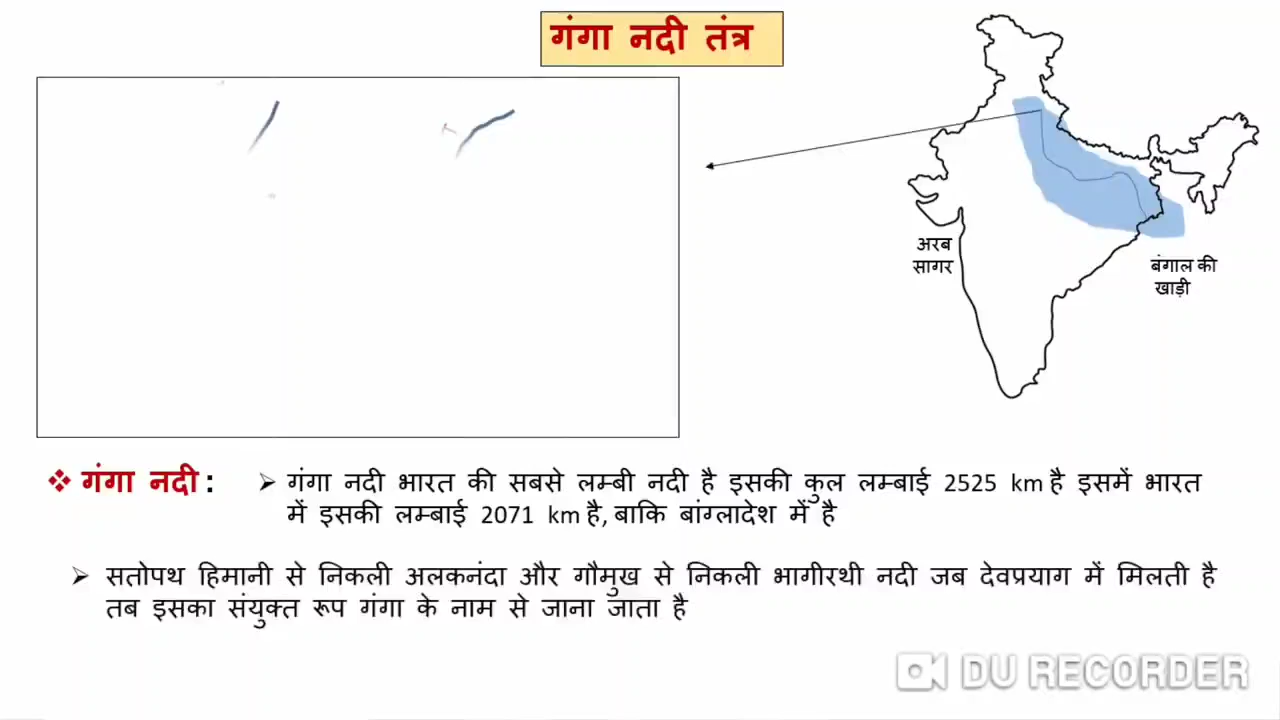 गंगा नदी तंत्र
अरब
सागर
बंगाल की
खाड़ी
❖ गंगा नदी :
➢ गंगा नदी भारत की सबसे लम्बी नदी है इसकी कुल लम्बाई 2525 km है इसमें भारत
में इसकी लम्बाई 2071 km है, बाकि बांग्लादेश में है
➢ सतोपथ हिमानी से निकली अलकनंदा और गौमुख से निकली भागीरथी नदी जब देवप्रयाग में मिलती है
तब इसका संयुक्त रूप गंगा के नाम से जाना जाता है
DU RECORDER